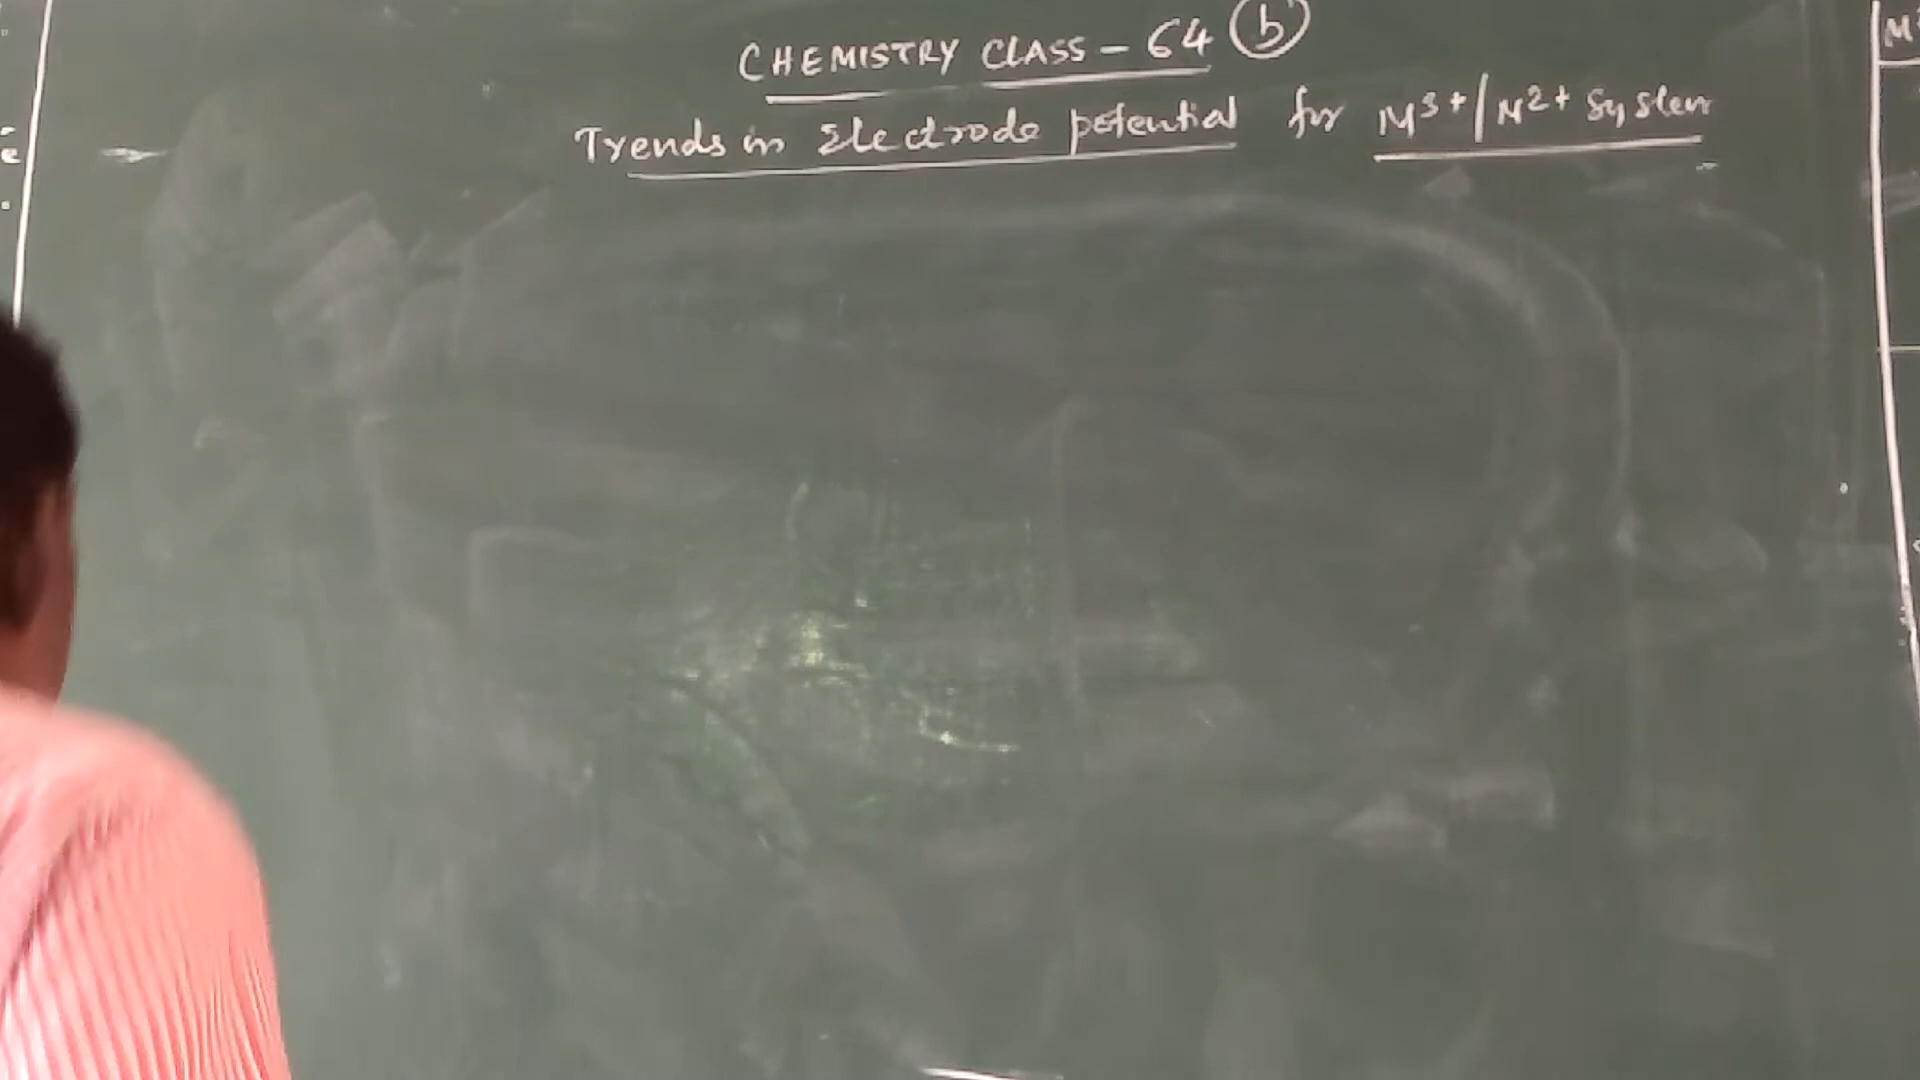 CHEMISTRY CLASS - 64 (b)
Trends in Electrode potential for M³⁺/M²⁺ System